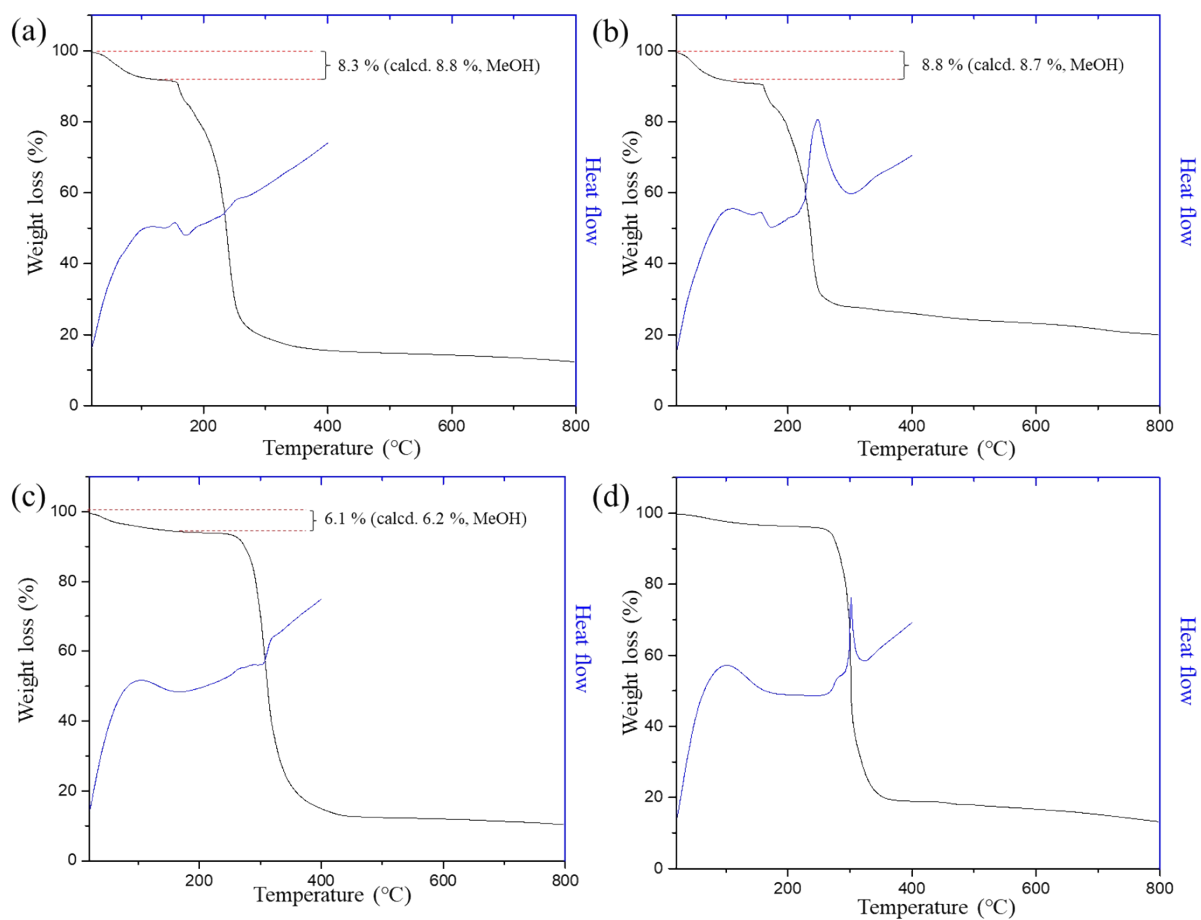 (a)
100
80
60
40
20
0
8.3 % (calcd. 8.8 %, MeOH)
Weight loss (%)
Heat flow
200
400
600
800
Temperature (°C)
(b)
100
80
60
40
20
0
8.8 % (calcd. 8.7 %, MeOH)
Weight loss (%)
Heat flow
200
400
600
800
Temperature (°C)
(c)
100
80
60
40
20
0
6.1 % (calcd. 6.2 %, MeOH)
Weight loss (%)
Heat flow
200
400
600
800
Temperature (°C)
(d)
100
80
60
40
20
0
Weight loss (%)
Heat flow
200
400
600
800
Temperature (°C)